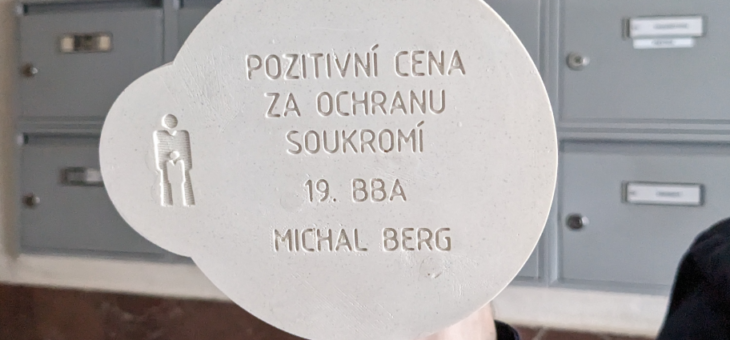 POZITIVNÍ CENA
ZA OCHRANU
SOUKROMÍ
19. BBA
MICHAL BERG